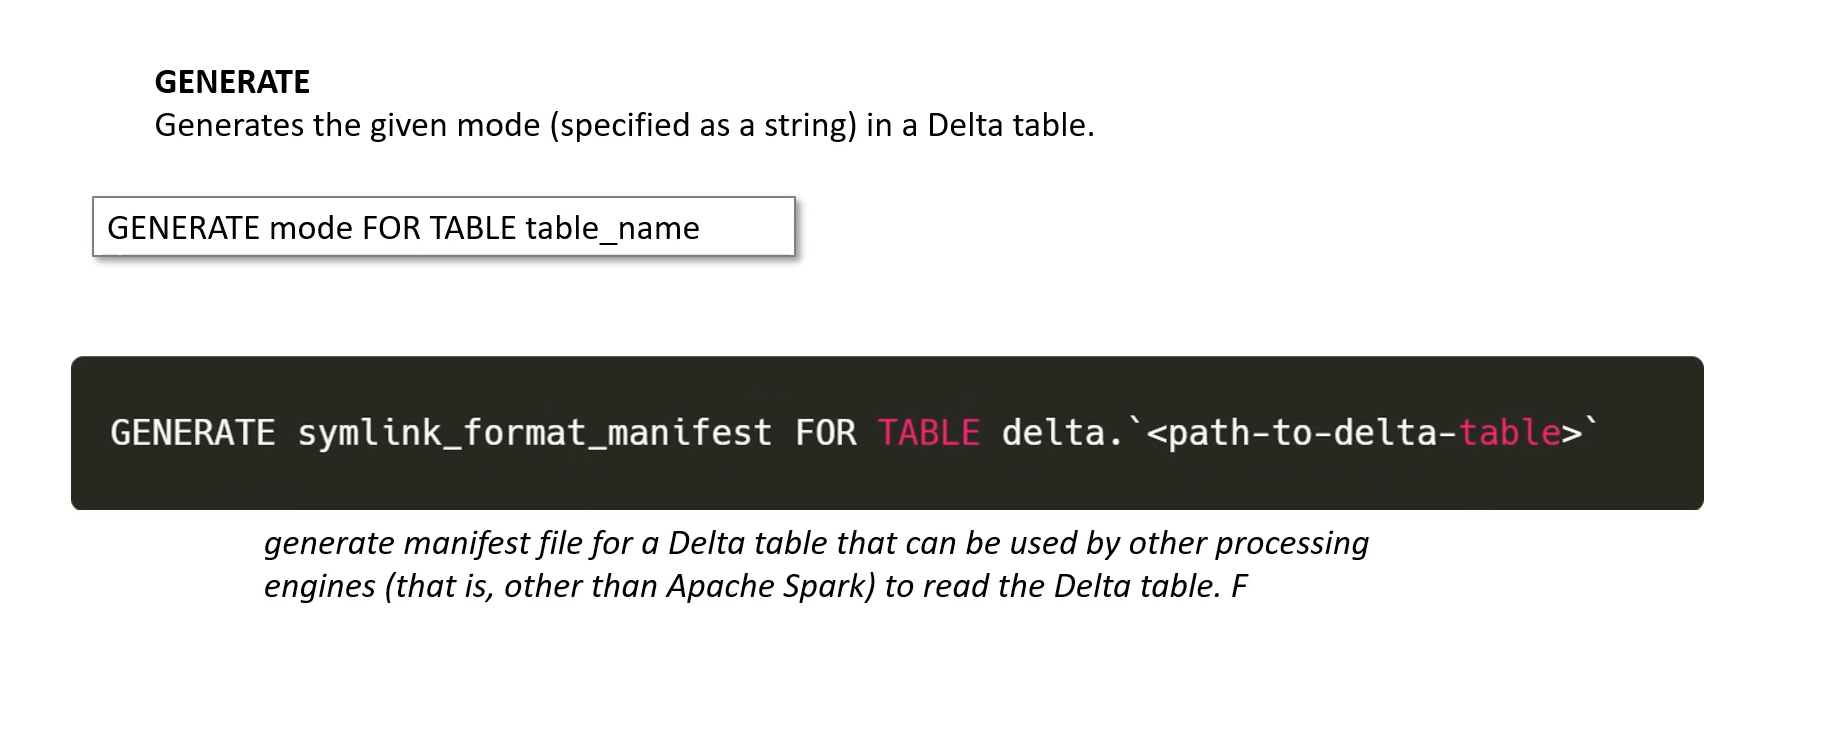 GENERATE
Generates the given mode (specified as a string) in a Delta table.
GENERATE mode FOR TABLE table_name
GENERATE symlink_format_manifest FOR TABLE delta.`<path-to-delta-table>`
generate manifest file for a Delta table that can be used by other processing
engines (that is, other than Apache Spark) to read the Delta table. F